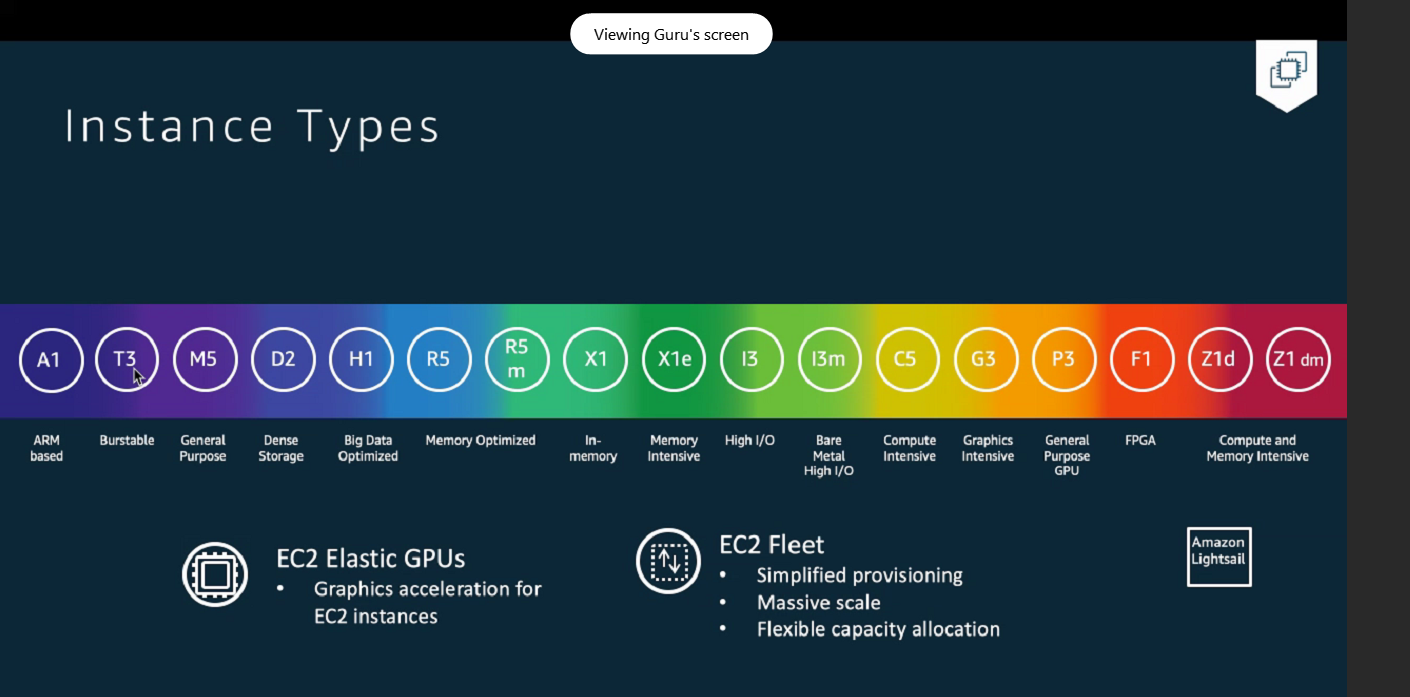 Viewing Guru's screen
Instance Types
A1
T3
M5
D2
H1
R5
R5
m
X1
X1e
I3
I3m
C5
G3
P3
F1
Z1d
Z1 dm
ARM
based
Burstable
General
Purpose
Dense
Storage
Big Data
Optimized
Memory Optimized
In-
memory
Memory
Intensive
High I/O
Bare
Metal
High I/O
Compute
Intensive
Graphics
Intensive
General
Purpose
GPU
FPGA
Compute and
Memory Intensive
EC2 Elastic GPUs
• Graphics acceleration for
EC2 instances
EC2 Fleet
• Simplified provisioning
• Massive scale
• Flexible capacity allocation
Amazon
Lightsail